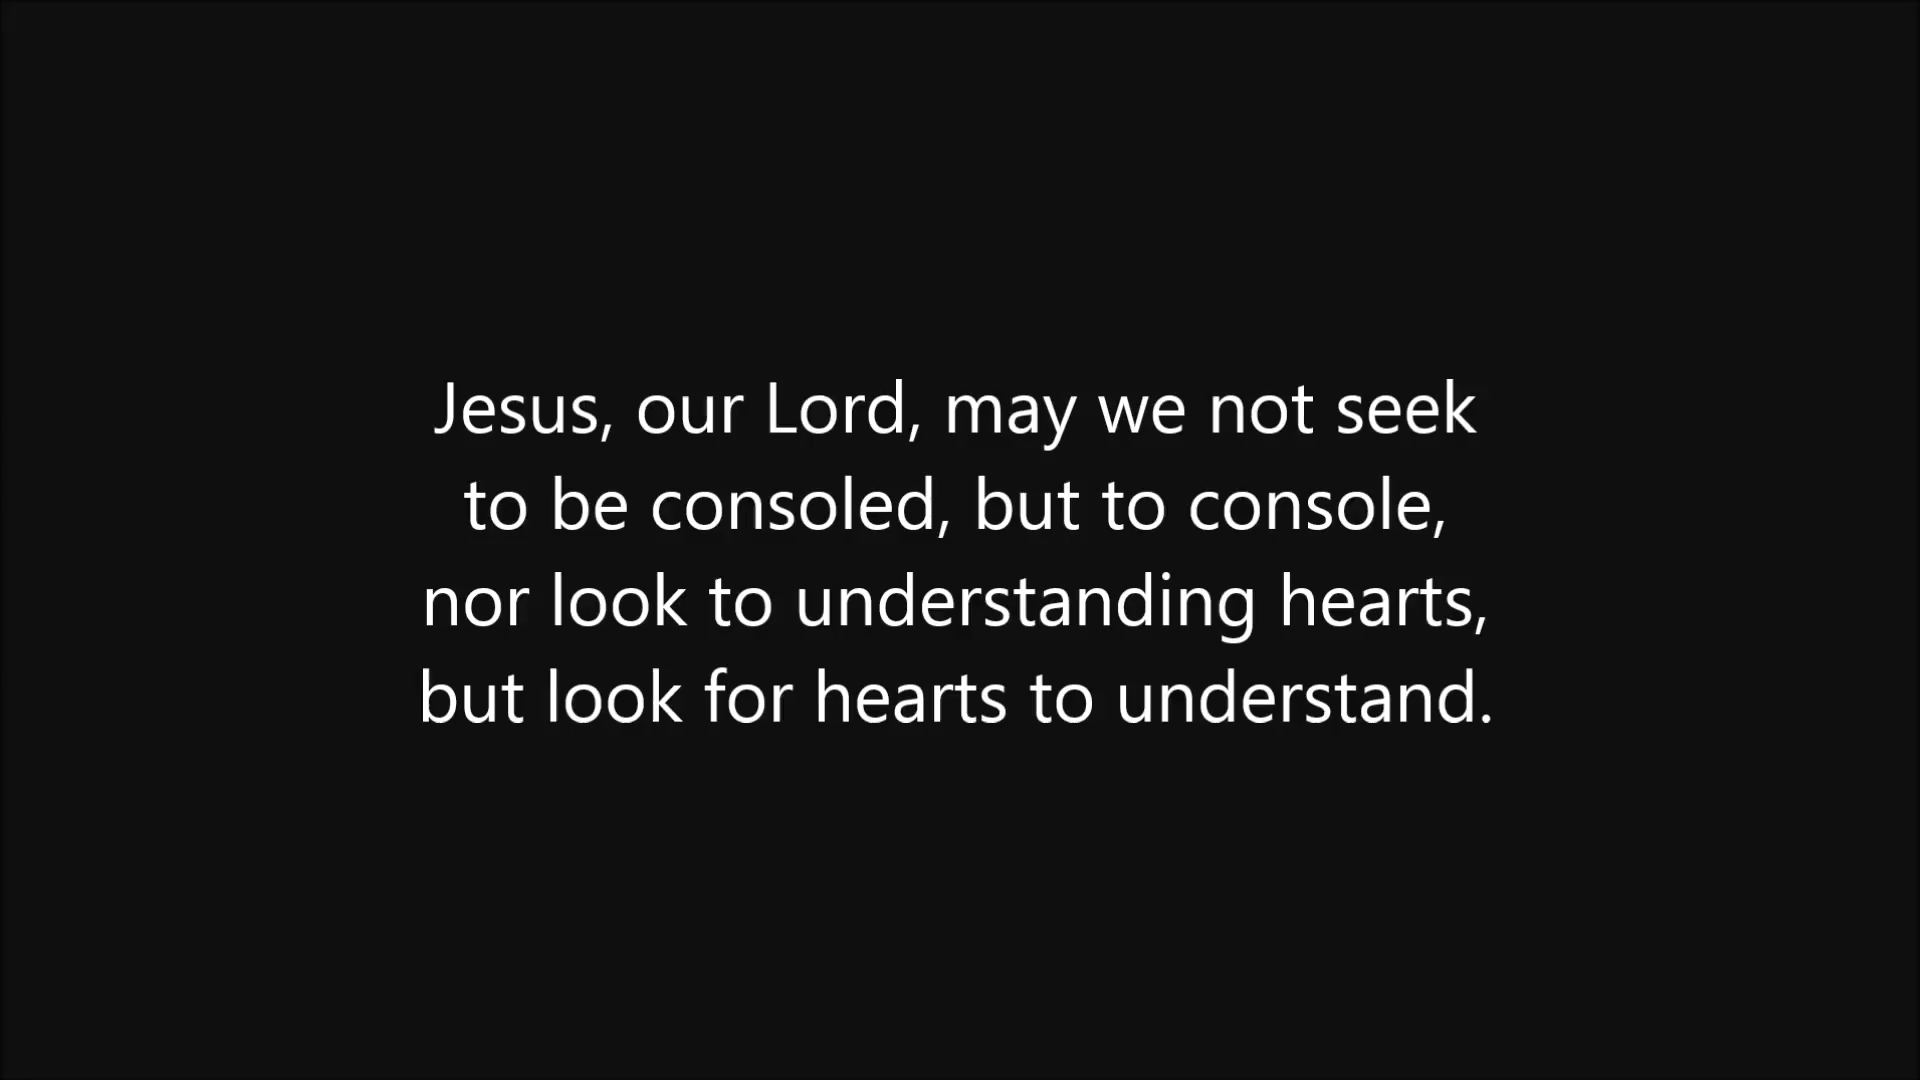 Jesus, our Lord, may we not seek
to be consoled, but to console,
nor look to understanding hearts,
but look for hearts to understand.